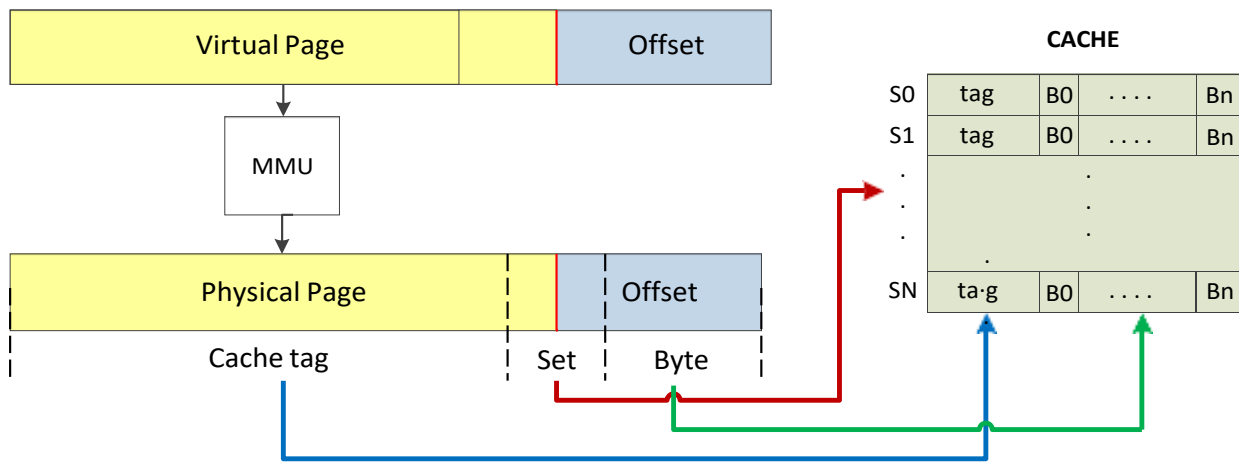 Virtual Page Offset
CACHE
S0 tag B0 . . . . Bn
S1 tag B0 . . . . Bn
MMU
. .
. .
. .
.
Physical Page Offset
SN ta·g B0 . . . . Bn
Cache tag Set Byte